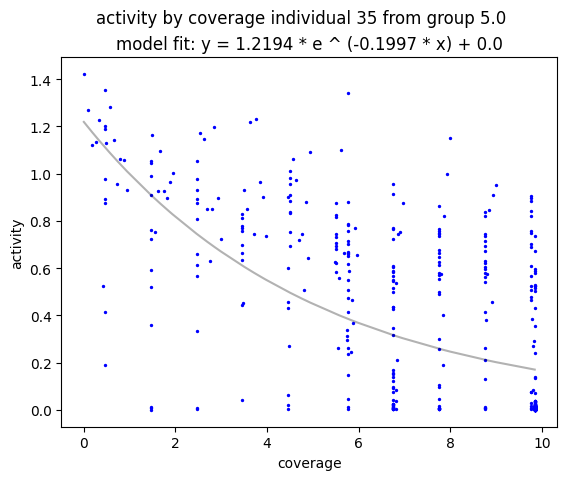 activity by coverage individual 35 from group 5.0
model fit: y = 1.2194 * e ^ (-0.1997 * x) + 0.0
1.4
1.2
1.0
0.8
0.6
0.4
0.2
0.0
activity
0 2 4 6 8 10
coverage